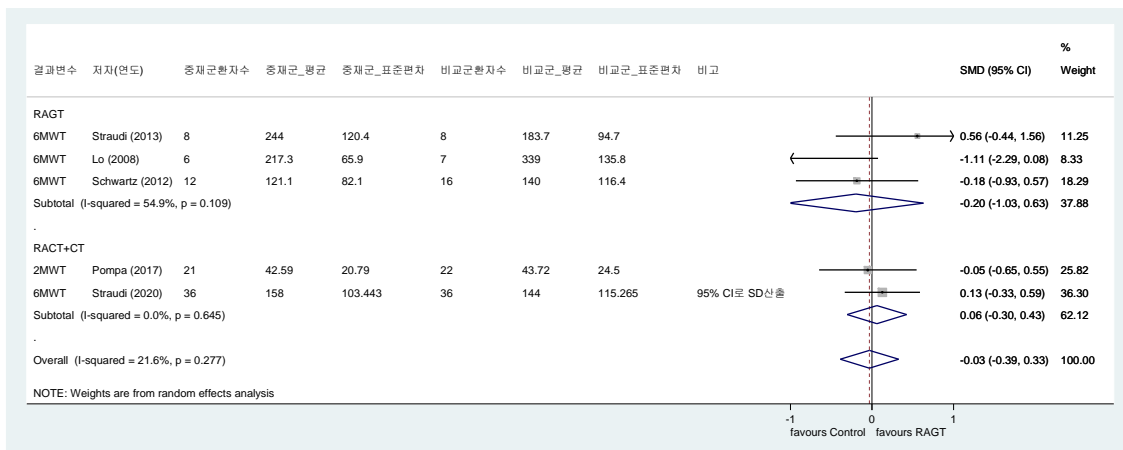 %
결과변수 저자(연도) 중재군환자수 중재군_평균 중재군_표준편차 비교군환자수 비교군_평균 비교군_표준편차 비고 SMD (95% CI) Weight
RAGT
6MWT Straudi (2013) 8 244 120.4 8 183.7 94.7 0.56 (-0.44, 1.56) 11.25
6MWT Lo (2008) 6 217.3 65.9 7 339 135.8 -1.11 (-2.29, 0.08) 8.33
6MWT Schwartz (2012) 12 121.1 82.1 16 140 116.4 -0.18 (-0.93, 0.57) 18.29
Subtotal (I-squared = 54.9%, p = 0.109) -0.20 (-1.03, 0.63) 37.88
.
RACT+CT
2MWT Pompa (2017) 21 42.59 20.79 22 43.72 24.5 -0.05 (-0.65, 0.55) 25.82
6MWT Straudi (2020) 36 158 103.443 36 144 115.265 95% CI로 SD산출 0.13 (-0.33, 0.59) 36.30
Subtotal (I-squared = 0.0%, p = 0.645) 0.06 (-0.30, 0.43) 62.12
.
Overall (I-squared = 21.6%, p = 0.277) -0.03 (-0.39, 0.33) 100.00
NOTE: Weights are from random effects analysis
-1 0 1
favours Control favours RAGT